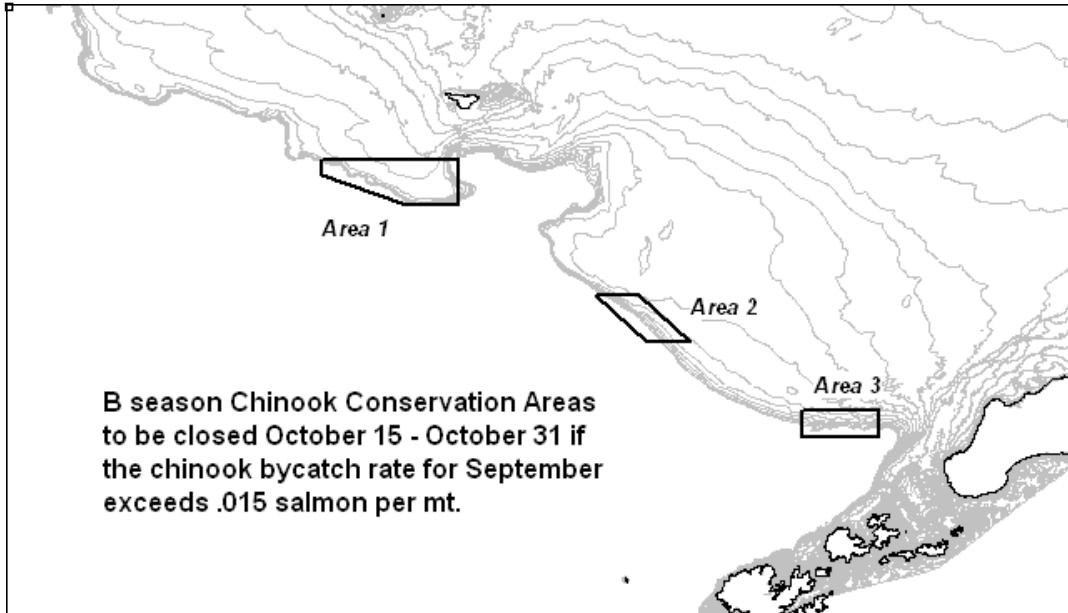 Area 1
Area 2
Area 3
B season Chinook Conservation Areas
to be closed October 15 - October 31 if
the chinook bycatch rate for September
exceeds .015 salmon per mt.